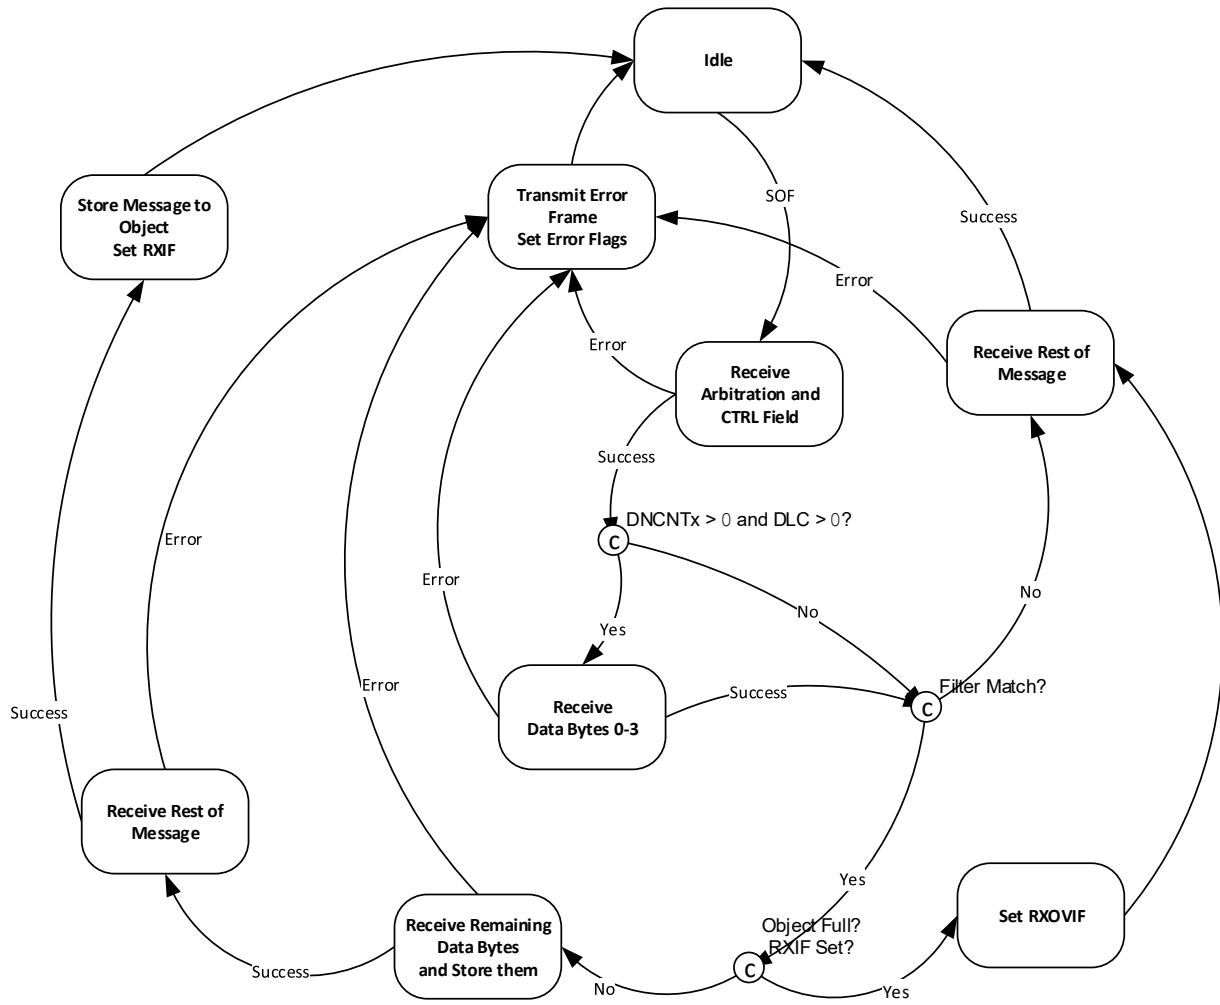 Idle
Store Message to
Object
Set RXIF
Transmit Error
Frame
Set Error Flags
SOF
Success
Error
Receive Rest of
Message
Error
Receive
Arbitration and
CTRL Field
Success
DNCNTx > 0 and DLC > 0?
C
Error
Error
No
No
Yes
Filter Match?
C
Error
Success
Success
Receive
Data Bytes 0-3
Receive Rest of
Message
Yes
Object Full?
RXIF Set?
C
Set RXOVIF
Receive Remaining
Data Bytes
and Store them
Success
No
Yes